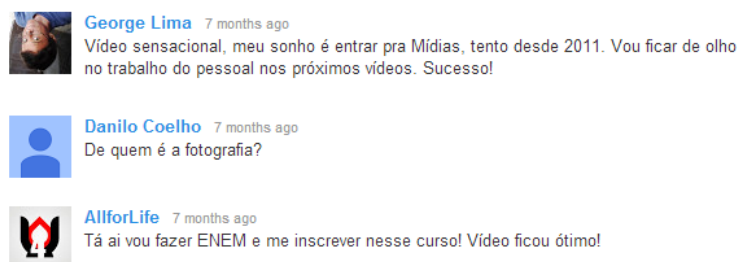 George Lima 7 months ago
Vídeo sensacional, meu sonho é entrar pra Mídias, tento desde 2011. Vou ficar de olho
no trabalho do pessoal nos próximos vídeos. Sucesso!
Danilo Coelho 7 months ago
De quem é a fotografia?
AllforLife 7 months ago
Tá ai vou fazer ENEM e me inscrever nesse curso! Vídeo ficou ótimo!